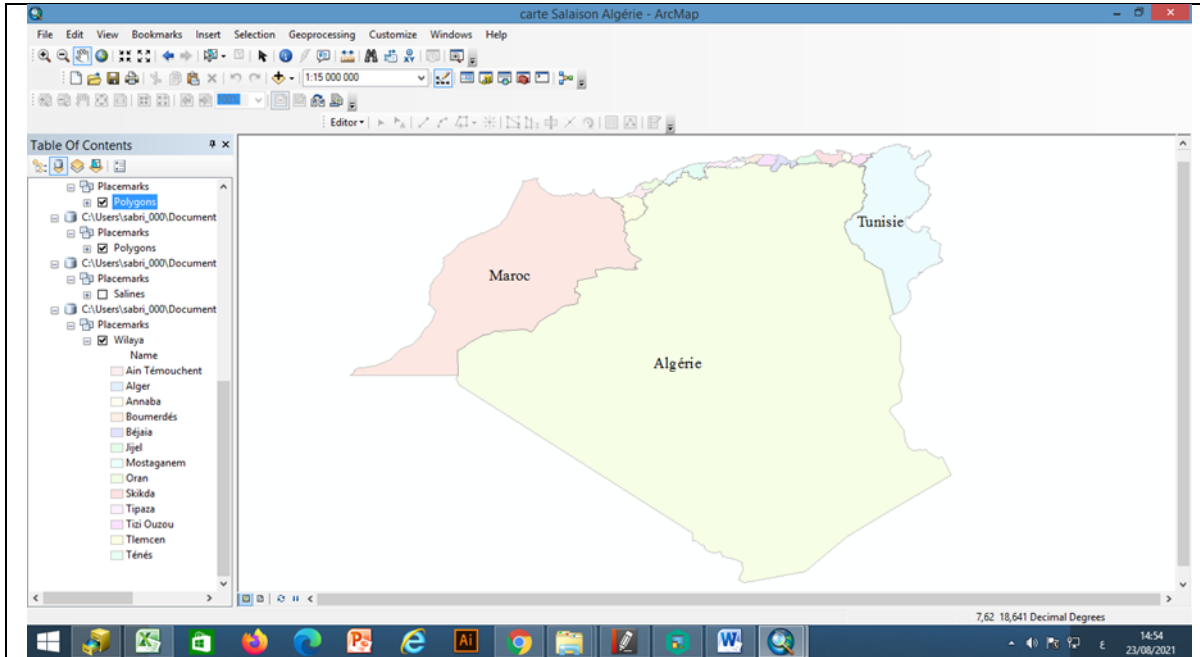 carte Salaison Algérie - ArcMap
File Edit View Bookmarks Insert Selection Geoprocessing Customize Windows Help
1:15 000 000
100%
Editor
Table Of Contents
Placemarks
Polygons
C:\Users\sabri_000\Document
Placemarks
Polygons
C:\Users\sabri_000\Document
Placemarks
Salines
C:\Users\sabri_000\Document
Placemarks
Wilaya
Name
Ain Témouchent
Alger
Annaba
Boumerdés
Béjaia
Jijel
Mostaganem
Oran
Skikda
Tipaza
Tizi Ouzou
Tlemcen
Ténés
Tunisie
Maroc
Algérie
7,62 18,641 Decimal Degrees
14:54
23/08/2021